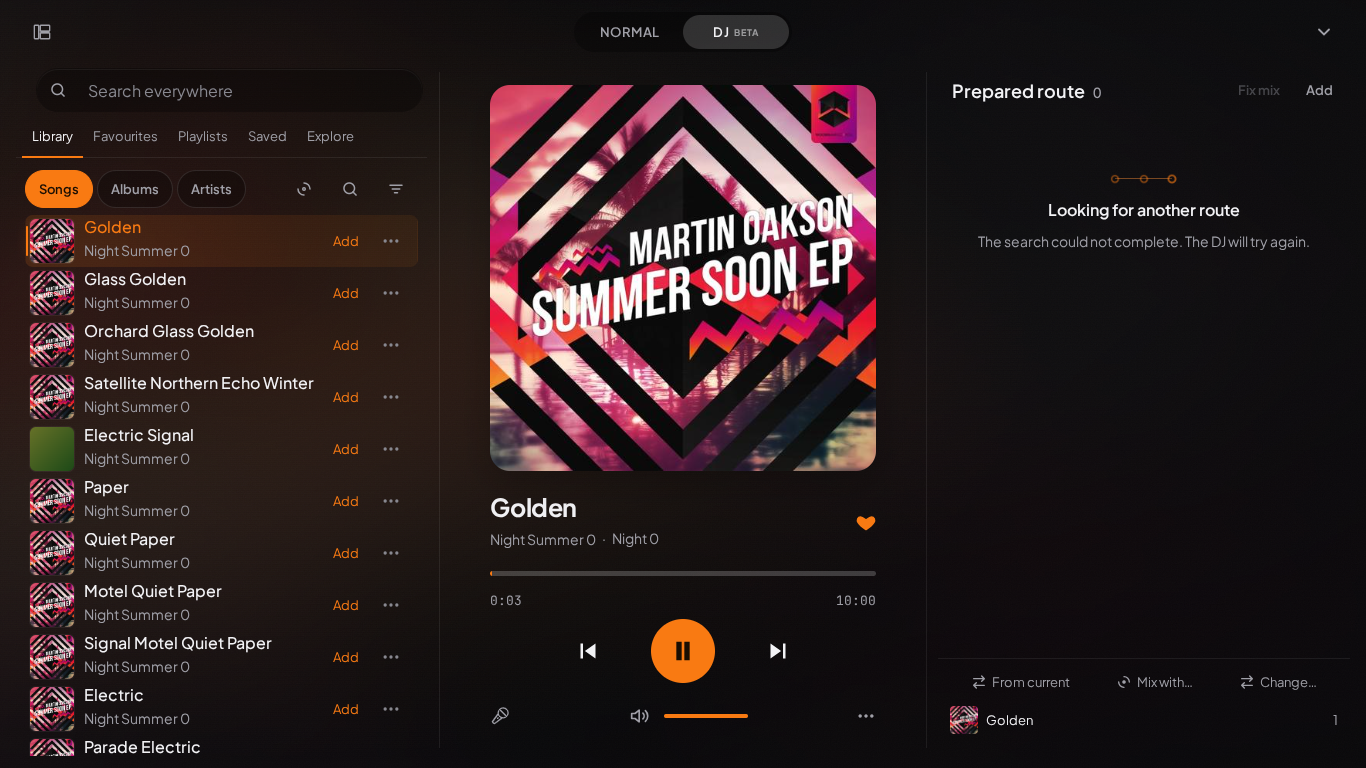 NORMAL
DJ BETA
Search everywhere
Library Favourites Playlists Saved Explore
Songs Albums Artists
Golden
Night Summer 0
Add
Glass Golden
Night Summer 0
Add
Orchard Glass Golden
Night Summer 0
Add
Satellite Northern Echo Winter
Night Summer 0
Add
Electric Signal
Night Summer 0
Add
Paper
Night Summer 0
Add
Quiet Paper
Night Summer 0
Add
Motel Quiet Paper
Night Summer 0
Add
Signal Motel Quiet Paper
Night Summer 0
Add
Electric
Night Summer 0
Add
Parade Electric
MARTIN OAKSON
SUMMER SOON EP
Golden
Night Summer 0 · Night 0
0:03 10:00
Prepared route 0
Fix mix Add
Looking for another route
The search could not complete. The DJ will try again.
From current Mix with... Change...
Golden 1